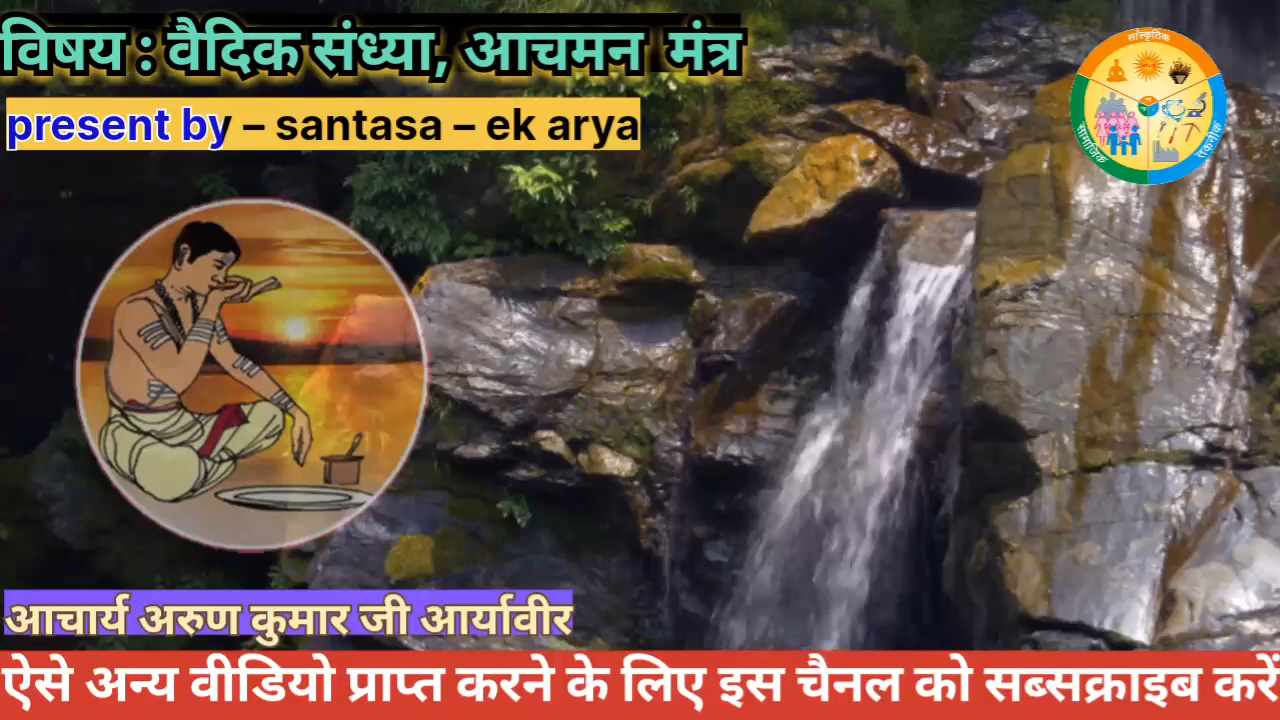 विषय : वैदिक संध्या, आचमन मंत्र
present by – santasa – ek arya
सांस्कृतिक
सामाजिक
तकनीक
आचार्य अरुण कुमार जी आर्यावीर
ऐसे अन्य वीडियो प्राप्त करने के लिए इस चैनल को सब्सक्राइब करें